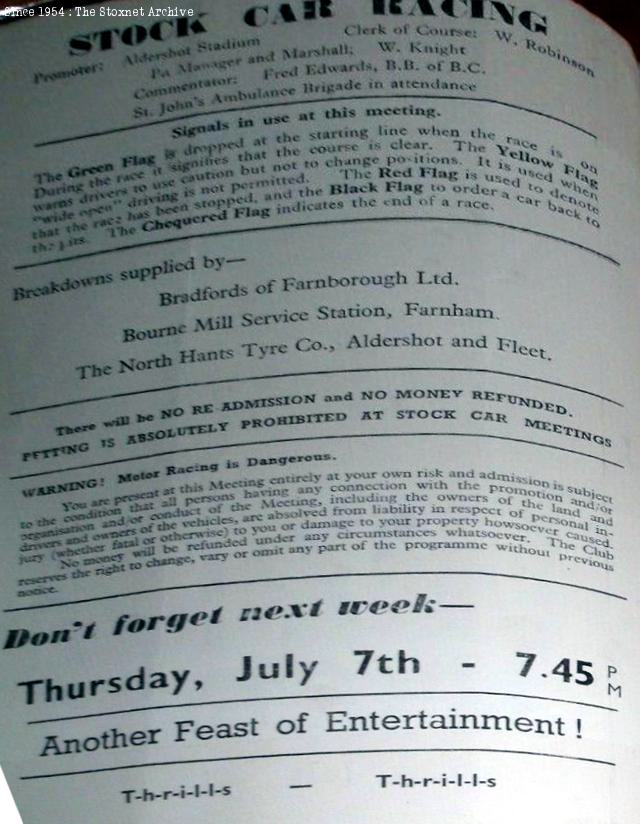 Since 1954 : The Stoxnet Archive
STOCK CAR RACING
Promoter: Aldershot Stadium Clerk of Course: W. Robinson
Pa Manager and Marshall; W. Knight
Commentator: Fred Edwards, B.B. of B.C.
St. John's Ambulance Brigade in attendance
Signals in use at this meeting.
The Green Flag is dropped at the starting line when the race is on
During the race it signifies that the course is clear. The Yellow Flag
warns drivers to use caution but not to change positions. It is used when
"wide open" driving is not permitted. The Red Flag is used to denote
that the race has been stopped, and the Black Flag to order a car back to
the pits. The Chequered Flag indicates the end of a race.
Breakdowns supplied by—
Bradfords of Farnborough Ltd.
Bourne Mill Service Station, Farnham.
The North Hants Tyre Co., Aldershot and Fleet.
There will be NO RE ADMISSION and NO MONEY REFUNDED.
PETTING IS ABSOLUTELY PROHIBITED AT STOCK CAR MEETINGS
WARNING! Motor Racing is Dangerous.
You are present at this Meeting entirely at your own risk and admission is subject
to the condition that all persons having any connection with the promotion and/or
organisation and/or conduct of the Meeting, including the owners of the land and
drivers and owners of the vehicles, are absolved from liability in respect of personal in-
jury (whether fatal or otherwise) to you or damage to your property howsoever caused.
No money will be refunded under any circumstances whatsoever. The Club
reserves the right to change, vary or omit any part of the programme without previous
notice.
Don't forget next week—
Thursday, July 7th - 7.45 PM
Another Feast of Entertainment!
T-h-r-i-l-l-s — T-h-r-i-l-l-s